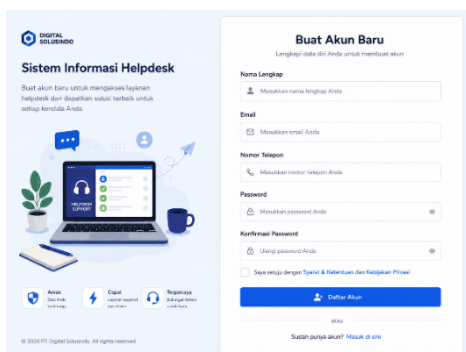 DIGITAL
SOLUSINDO
Sistem Informasi Helpdesk
Buat akun baru untuk mengakses layanan
helpdesk dan dapatkan solusi terbaik untuk
setiap kendala Anda.
HELPDESK
SUPPORT
Aman
Cepat
Terpercaya
© 2024 PT Digital Solusindo. All rights reserved.
Buat Akun Baru
Lengkapi data diri Anda untuk membuat akun
Nama Lengkap
Masukkan nama lengkap Anda
Email
Masukkan email Anda
Nomor Telepon
Masukkan nomor telepon Anda
Password
Masukkan password Anda
Konfirmasi Password
Ulangi password Anda
Saya setuju dengan Syarat & Ketentuan dan Kebijakan Privasi
Daftar Akun
atau
Sudah punya akun? Masuk di sini